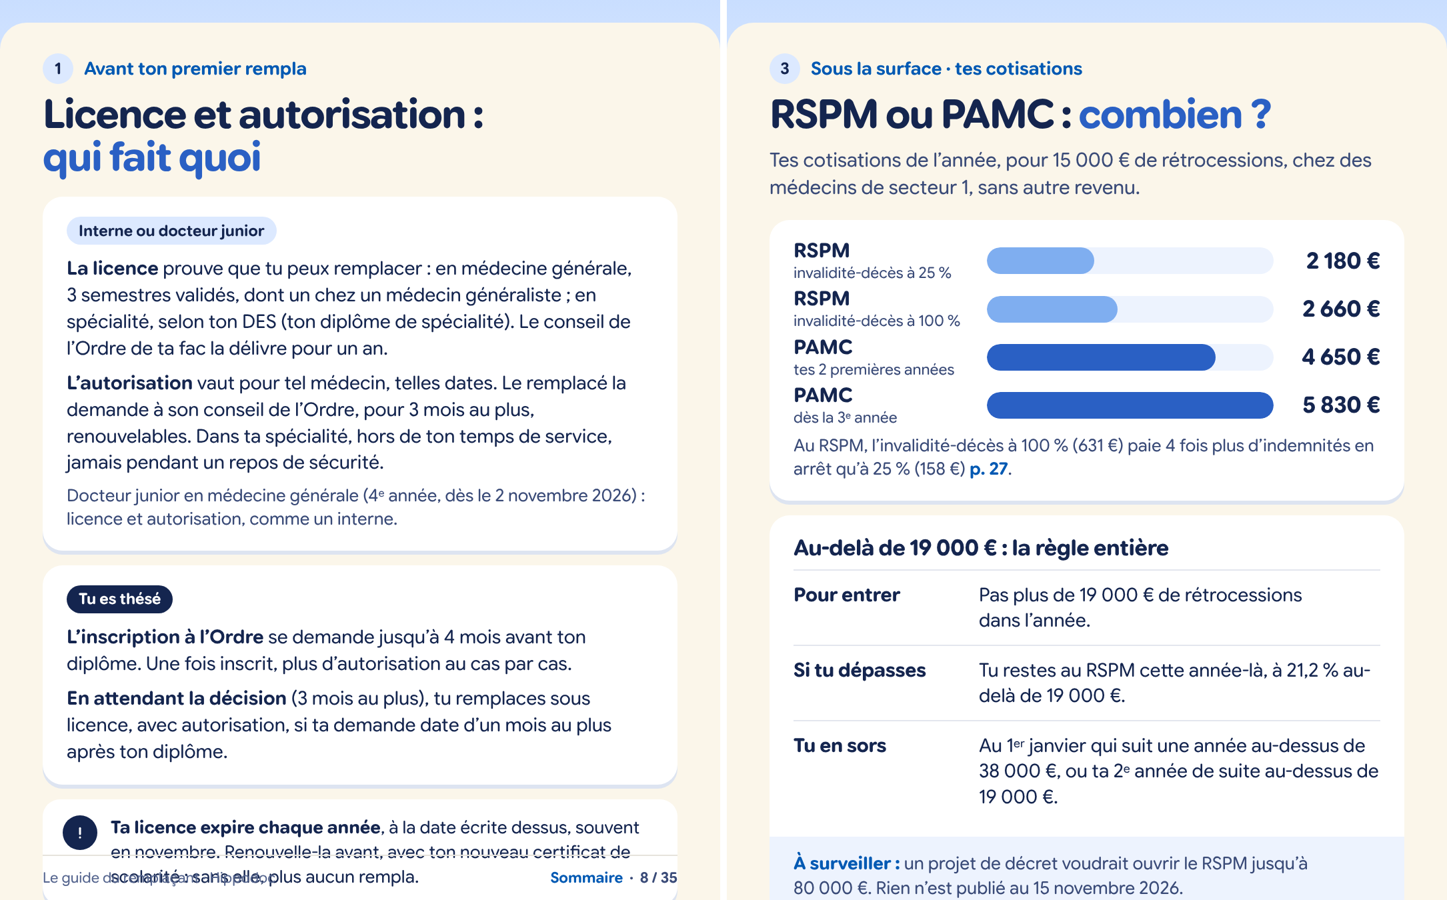 1 Avant ton premier rempla
Licence et autorisation :
qui fait quoi
Interne ou docteur junior
La licence prouve que tu peux remplacer : en médecine générale,
3 semestres validés, dont un chez un médecin généraliste ; en
spécialité, selon ton DES (ton diplôme de spécialité). Le conseil de
l’Ordre de ta fac la délivre pour un an.
L’autorisation vaut pour tel médecin, telles dates. Le remplacé la
demande à son conseil de l’Ordre, pour 3 mois au plus,
renouvelables. Dans ta spécialité, hors de ton temps de service,
jamais pendant un repos de sécurité.
Docteur junior en médecine générale (4e année, dès le 2 novembre 2026) :
licence et autorisation, comme un interne.
Tu es thésé
L’inscription à l’Ordre se demande jusqu’à 4 mois avant ton
diplôme. Une fois inscrit, plus d’autorisation au cas par cas.
En attendant la décision (3 mois au plus), tu remplaces sous
licence, avec autorisation, si ta demande date d’un mois au plus
après ton diplôme.
! Ta licence expire chaque année, à la date écrite dessus, souvent
en novembre. Renouvelle-la avant, avec ton nouveau certificat de
scolarité : sans elle, plus aucun rempla.
Le guide du remplaçant · Hippodoc
Sommaire · 8 / 35
3 Sous la surface · tes cotisations
RSPM ou PAMC : combien ?
Tes cotisations de l’année, pour 15 000 € de rétrocessions, chez des
médecins de secteur 1, sans autre revenu.
RSPM
invalidité-décès à 25 %
2 180 €
RSPM
invalidité-décès à 100 %
2 660 €
PAMC
tes 2 premières années
4 650 €
PAMC
dès la 3e année
5 830 €
Au RSPM, l’invalidité-décès à 100 % (631 €) paie 4 fois plus d’indemnités en
arrêt qu’à 25 % (158 €) p. 27.
Au-delà de 19 000 € : la règle entière
Pour entrer
Pas plus de 19 000 € de rétrocessions
dans l’année.
Si tu dépasses
Tu restes au RSPM cette année-là, à 21,2 % au-
delà de 19 000 €.
Tu en sors
Au 1er janvier qui suit une année au-dessus de
38 000 €, ou ta 2e année de suite au-dessus de
19 000 €.
À surveiller : un projet de décret voudrait ouvrir le RSPM jusqu’à
80 000 €. Rien n’est publié au 15 novembre 2026.